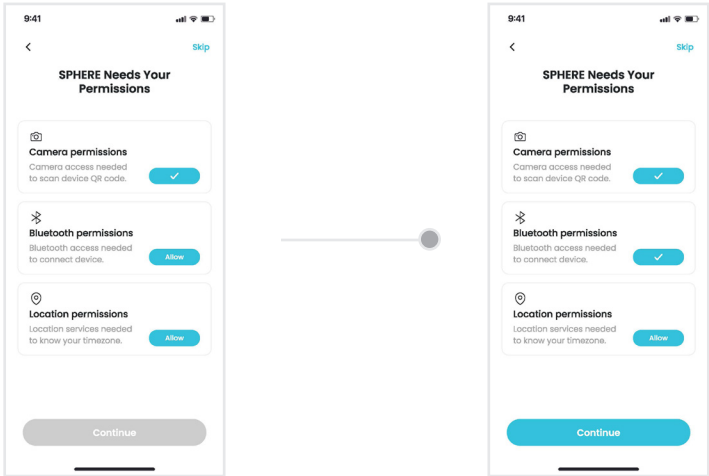 9:41
Skip
SPHERE Needs Your
Permissions
Camera permissions
Camera access needed
to scan device QR code.
Bluetooth permissions
Bluetooth access needed
to connect device.
Allow
Location permissions
Location services needed
to know your timezone.
Allow
Continue
9:41
Skip
SPHERE Needs Your
Permissions
Camera permissions
Camera access needed
to scan device QR code.
Bluetooth permissions
Bluetooth access needed
to connect device.
Location permissions
Location services needed
to know your timezone.
Allow
Continue